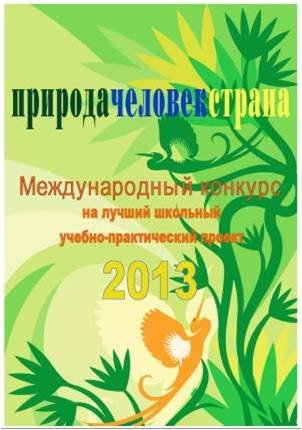 природачеловекстрана
Международный конкурс
на лучший школьный
учебно-практический проект
2013